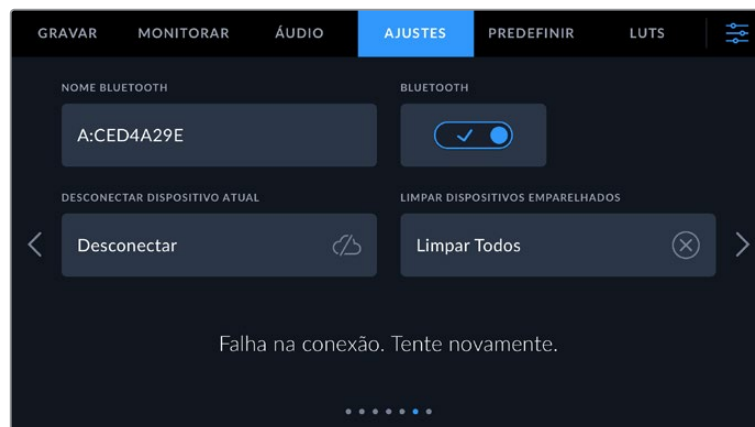 GRAVAR MONITORAR ÁUDIO AJUSTES PREDEFINIR LUTS
NOME BLUETOOTH BLUETOOTH
A:CED4A29E
DESCONECTAR DISPOSITIVO ATUAL LIMPAR DISPOSITIVOS EMPARELHADOS
Desconectar Limpar Todos
Falha na conexão. Tente novamente.